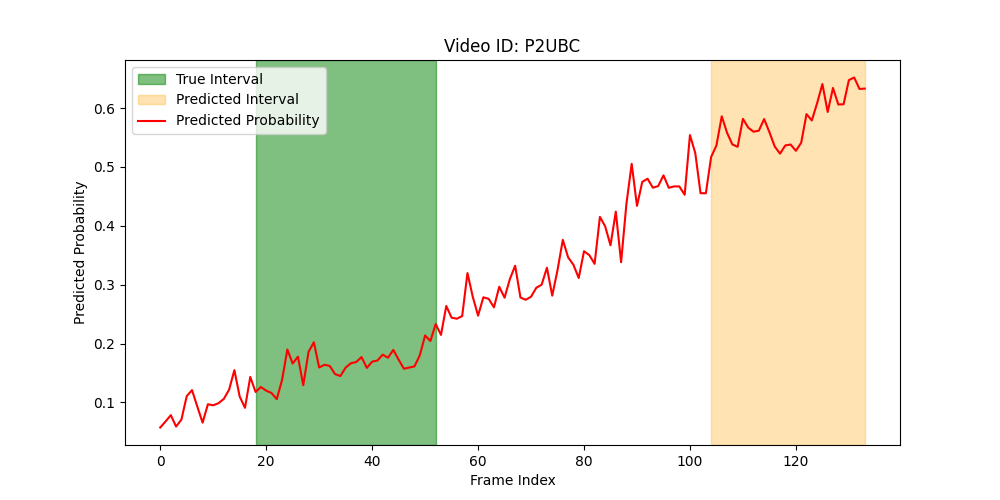 Video ID: P2UBC
True Interval
Predicted Interval
Predicted Probability
Predicted Probability
0.6
0.5
0.4
0.3
0.2
0.1
0 20 40 60 80 100 120
Frame Index